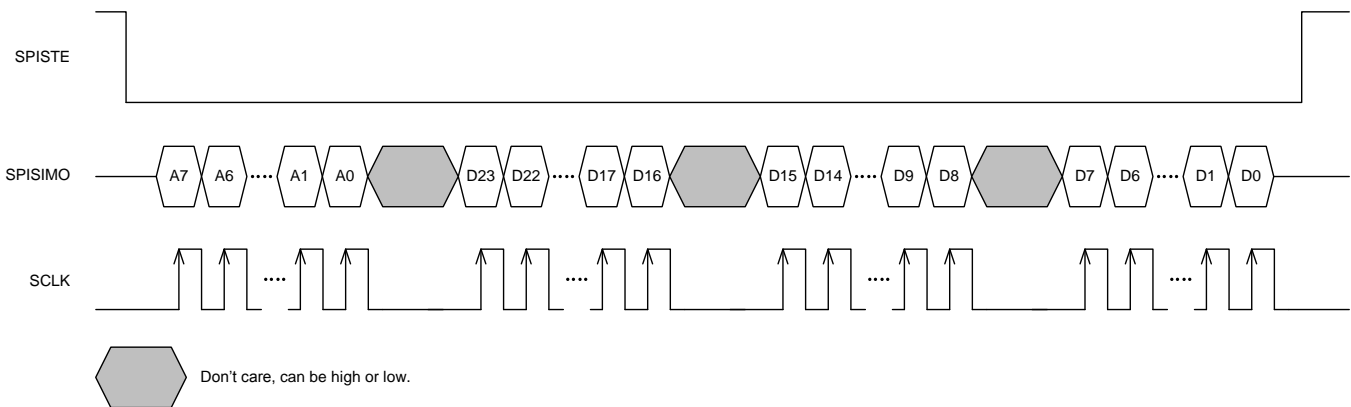 SPISTE
SPISIMO A7 A6 A1 A0 D23 D22 D17 D16 D15 D14 D9 D8 D7 D6 D1 D0
SCLK
Don't care, can be high or low.